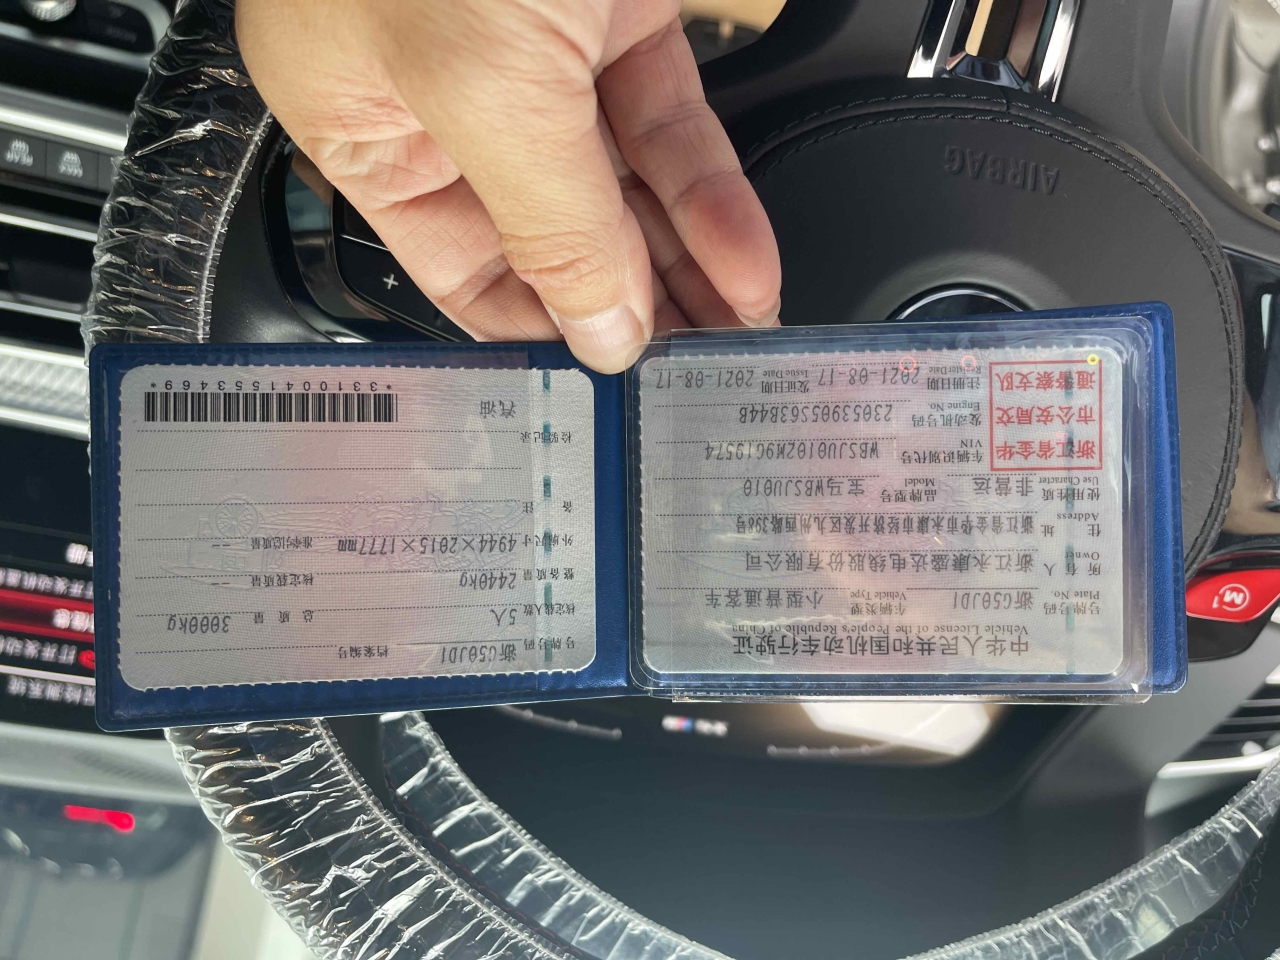 中华人民共和国机动车行驶证
Vehicle License of the People's Republic of China
号牌号码 浙G50JD1 车辆类型 小型普通客车
Plate No. Vehicle Type
所有人 浙江永康盛达电线股份有限公司
Owner
住址 浙江省金华市永康市经济开发区九州西路396号
Address
使用性质 非营运 品牌型号 宝马WBSJU010
Use Character Model
浙江省金华
市公安局交
通警察支队
车辆识别代号 WBSJU0102M9G19574
VIN
发动机号码 23053905S63B44B
Engine No.
注册日期 2021-08-17 发证日期 2021-08-17
Register Date Issue Date
号牌号码 浙G50JD1 档案编号
核定载人数 5人 总质量 3000kg
整备质量 2440kg 核定载质量 --
外廓尺寸 4944×2015×1777mm 准牵引总质量 --
备注
检验记录
汽油
*3310041553469*
AIRBAG
M1
REAR
MAX
+